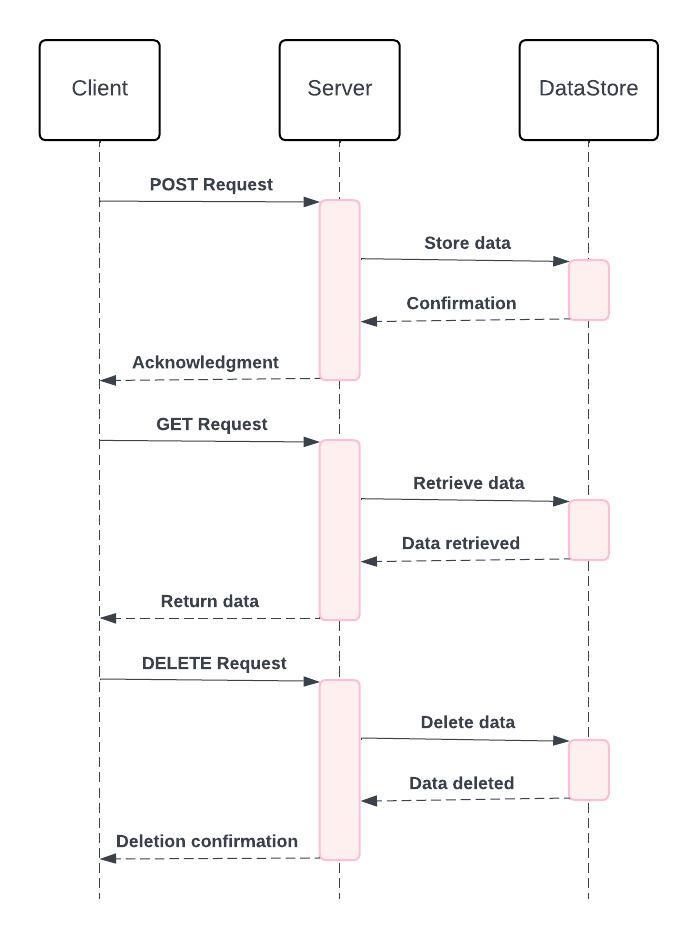 Client
Server
DataStore
POST Request
Store data
Confirmation
Acknowledgment
GET Request
Retrieve data
Data retrieved
Return data
DELETE Request
Delete data
Data deleted
Deletion confirmation